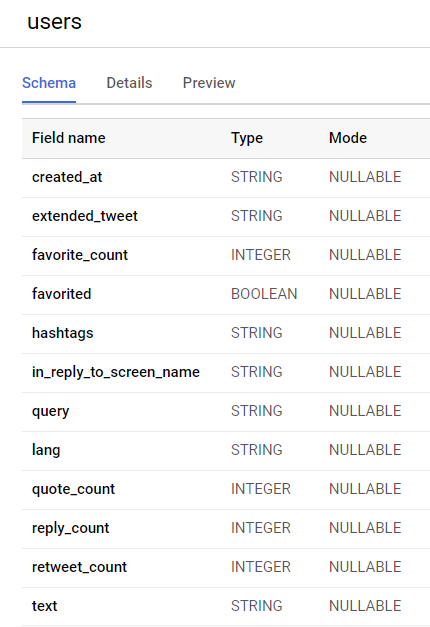 users
Schema Details Preview
Field name Type Mode
created_at STRING NULLABLE
extended_tweet STRING NULLABLE
favorite_count INTEGER NULLABLE
favorited BOOLEAN NULLABLE
hashtags STRING NULLABLE
in_reply_to_screen_name STRING NULLABLE
query STRING NULLABLE
lang STRING NULLABLE
quote_count INTEGER NULLABLE
reply_count INTEGER NULLABLE
retweet_count INTEGER NULLABLE
text STRING NULLABLE